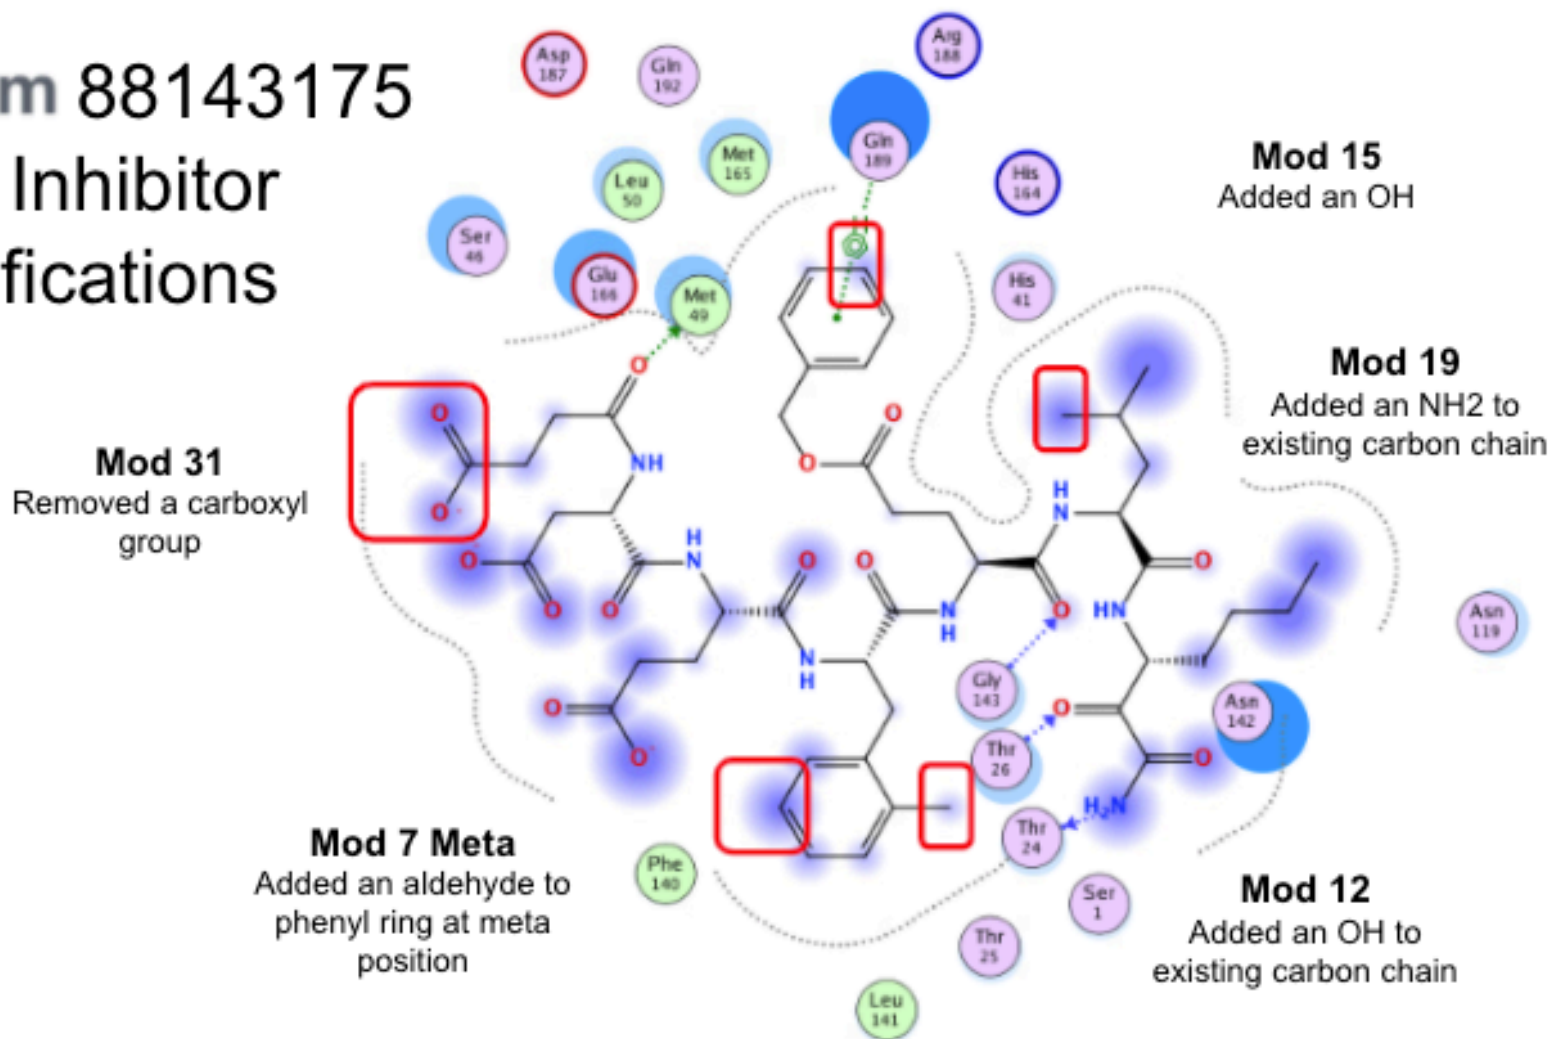 m 88143175
Inhibitor
fications
Asp
187
Gln
192
Arg
188
Met
165
Gln
189
Leu
50
His
164
Ser
46
Glu
166
Met
49
His
41
Mod 15
Added an OH
Mod 19
Added an NH2 to
existing carbon chain
Mod 31
Removed a carboxyl
group
O
O
O
O-
NH
O
O
H
N
O-
O
O
H
N
O
O
N
H
O
HN
O
O
O-
N
H
Gly
143
O
Thr
26
O
H2N
Thr
24
Asn
142
Asn
119
Phe
140
Ser
1
Thr
25
Leu
141
Mod 7 Meta
Added an aldehyde to
phenyl ring at meta
position
Mod 12
Added an OH to
existing carbon chain